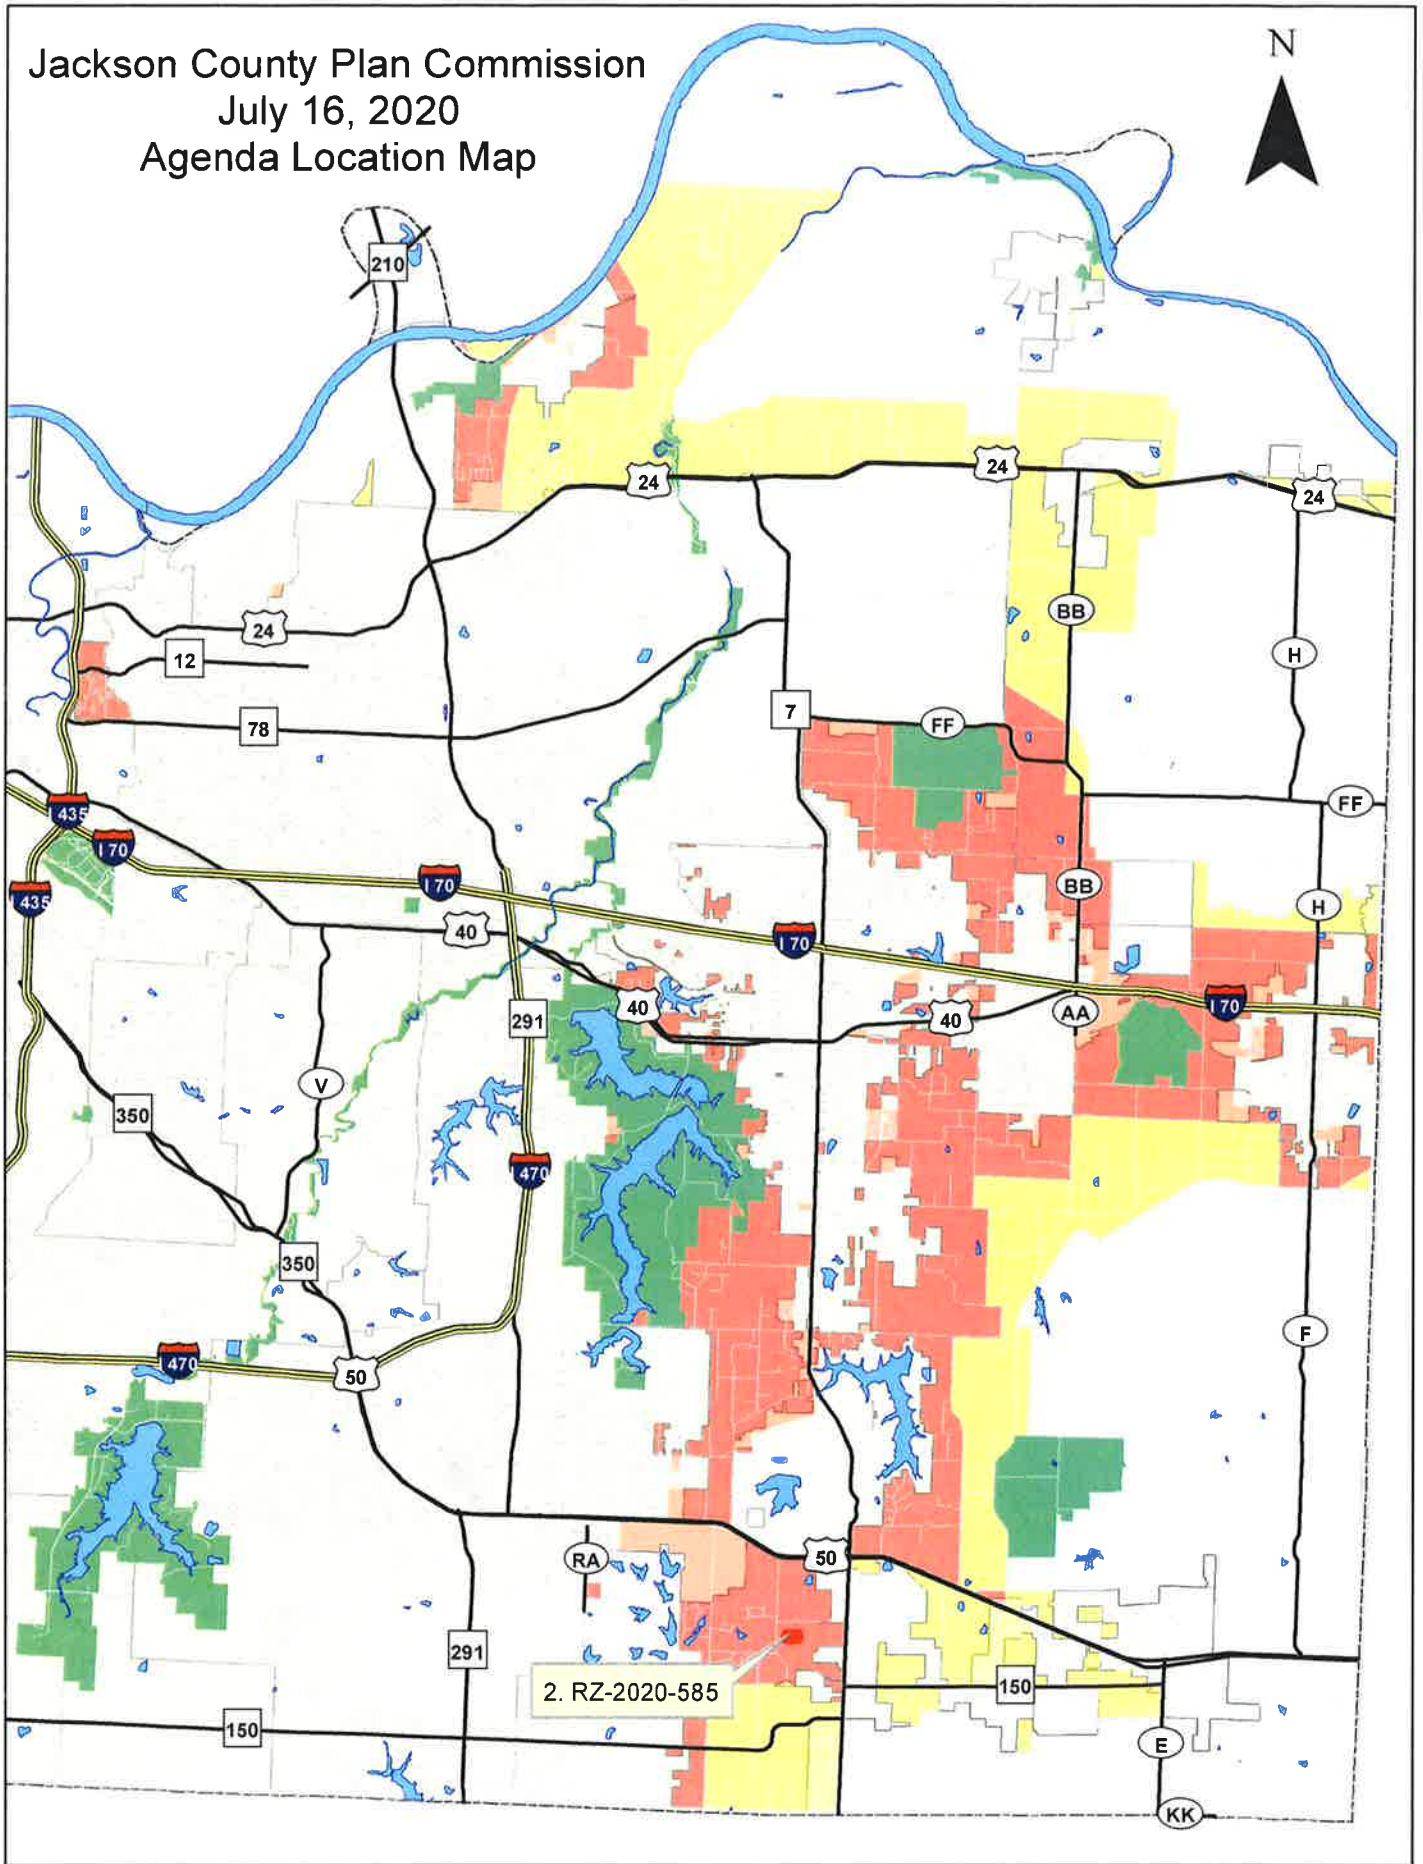 Jackson County Plan Commission
July 16, 2020
Agenda Location Map
N
210
24
24
24
24
BB
12
H
78
7
FF
I 435
FF
I 70
I 70
BB
I 435
H
40
I 70
40
I 70
291
40
AA
V
350
470
350
F
470
50
50
RA
291
2. RZ-2020-585
150
150
E
KK